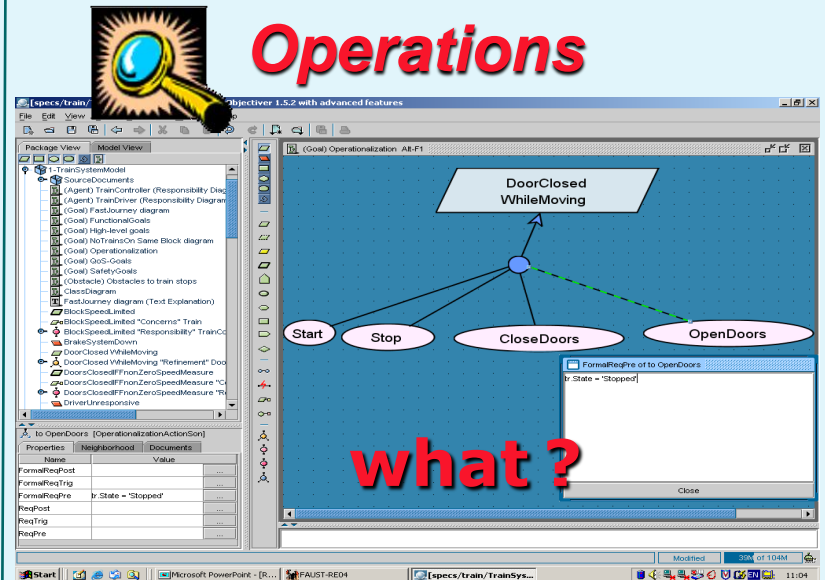 Operations
[specs/train/
Objectiver 1.5.2 with advanced features
File Edit View
Package View Model View
1-TrainSystemModel
SourceDocuments
(Agent) TrainController (Responsibility Diag
(Agent) TrainDriver (Responsibility Diagram
(Goal) FastJourney diagram
(Goal) FunctionalGoals
(Goal) High-level goals
(Goal) NoTrainsOn Same Block diagram
(Goal) Operationalization
(Goal) QoS-Goals
(Goal) SafetyGoals
(Obstacle) Obstacles to train stops
ClassDiagram
FastJourney diagram (Text Explanation)
BlockSpeedLimited
BlockSpeedLimited "Concerns" Train
BlockSpeedLimited "Responsibility" TrainCo
BrakeSystemDown
DoorClosed WhileMoving
DoorClosed WhileMoving "Refinement" Doo
DoorsClosedIFFnonZeroSpeedMeasure
DoorsClosedIFFnonZeroSpeedMeasure "C
DoorsClosedIFFnonZeroSpeedMeasure "R
DriverUnresponsive
to OpenDoors [OperationalizationActionSon]
Properties Neighborhood Documents
Name Value
FormalReqPost ...
FormalReqTrig ...
FormalReqPre tr.State = 'Stopped' ...
ReqPost ...
ReqTrig ...
ReqPre ...
(Goal) Operationalization Alt-F1
DoorClosed
WhileMoving
Start
Stop
CloseDoors
OpenDoors
FormalReqPre of to OpenDoors
tr.State = 'Stopped'
Close
what ?
Modified 39M of 104M
Start Microsoft PowerPoint - [R... FAUST-RE04 [specs/train/TrainSys... EN 11:04